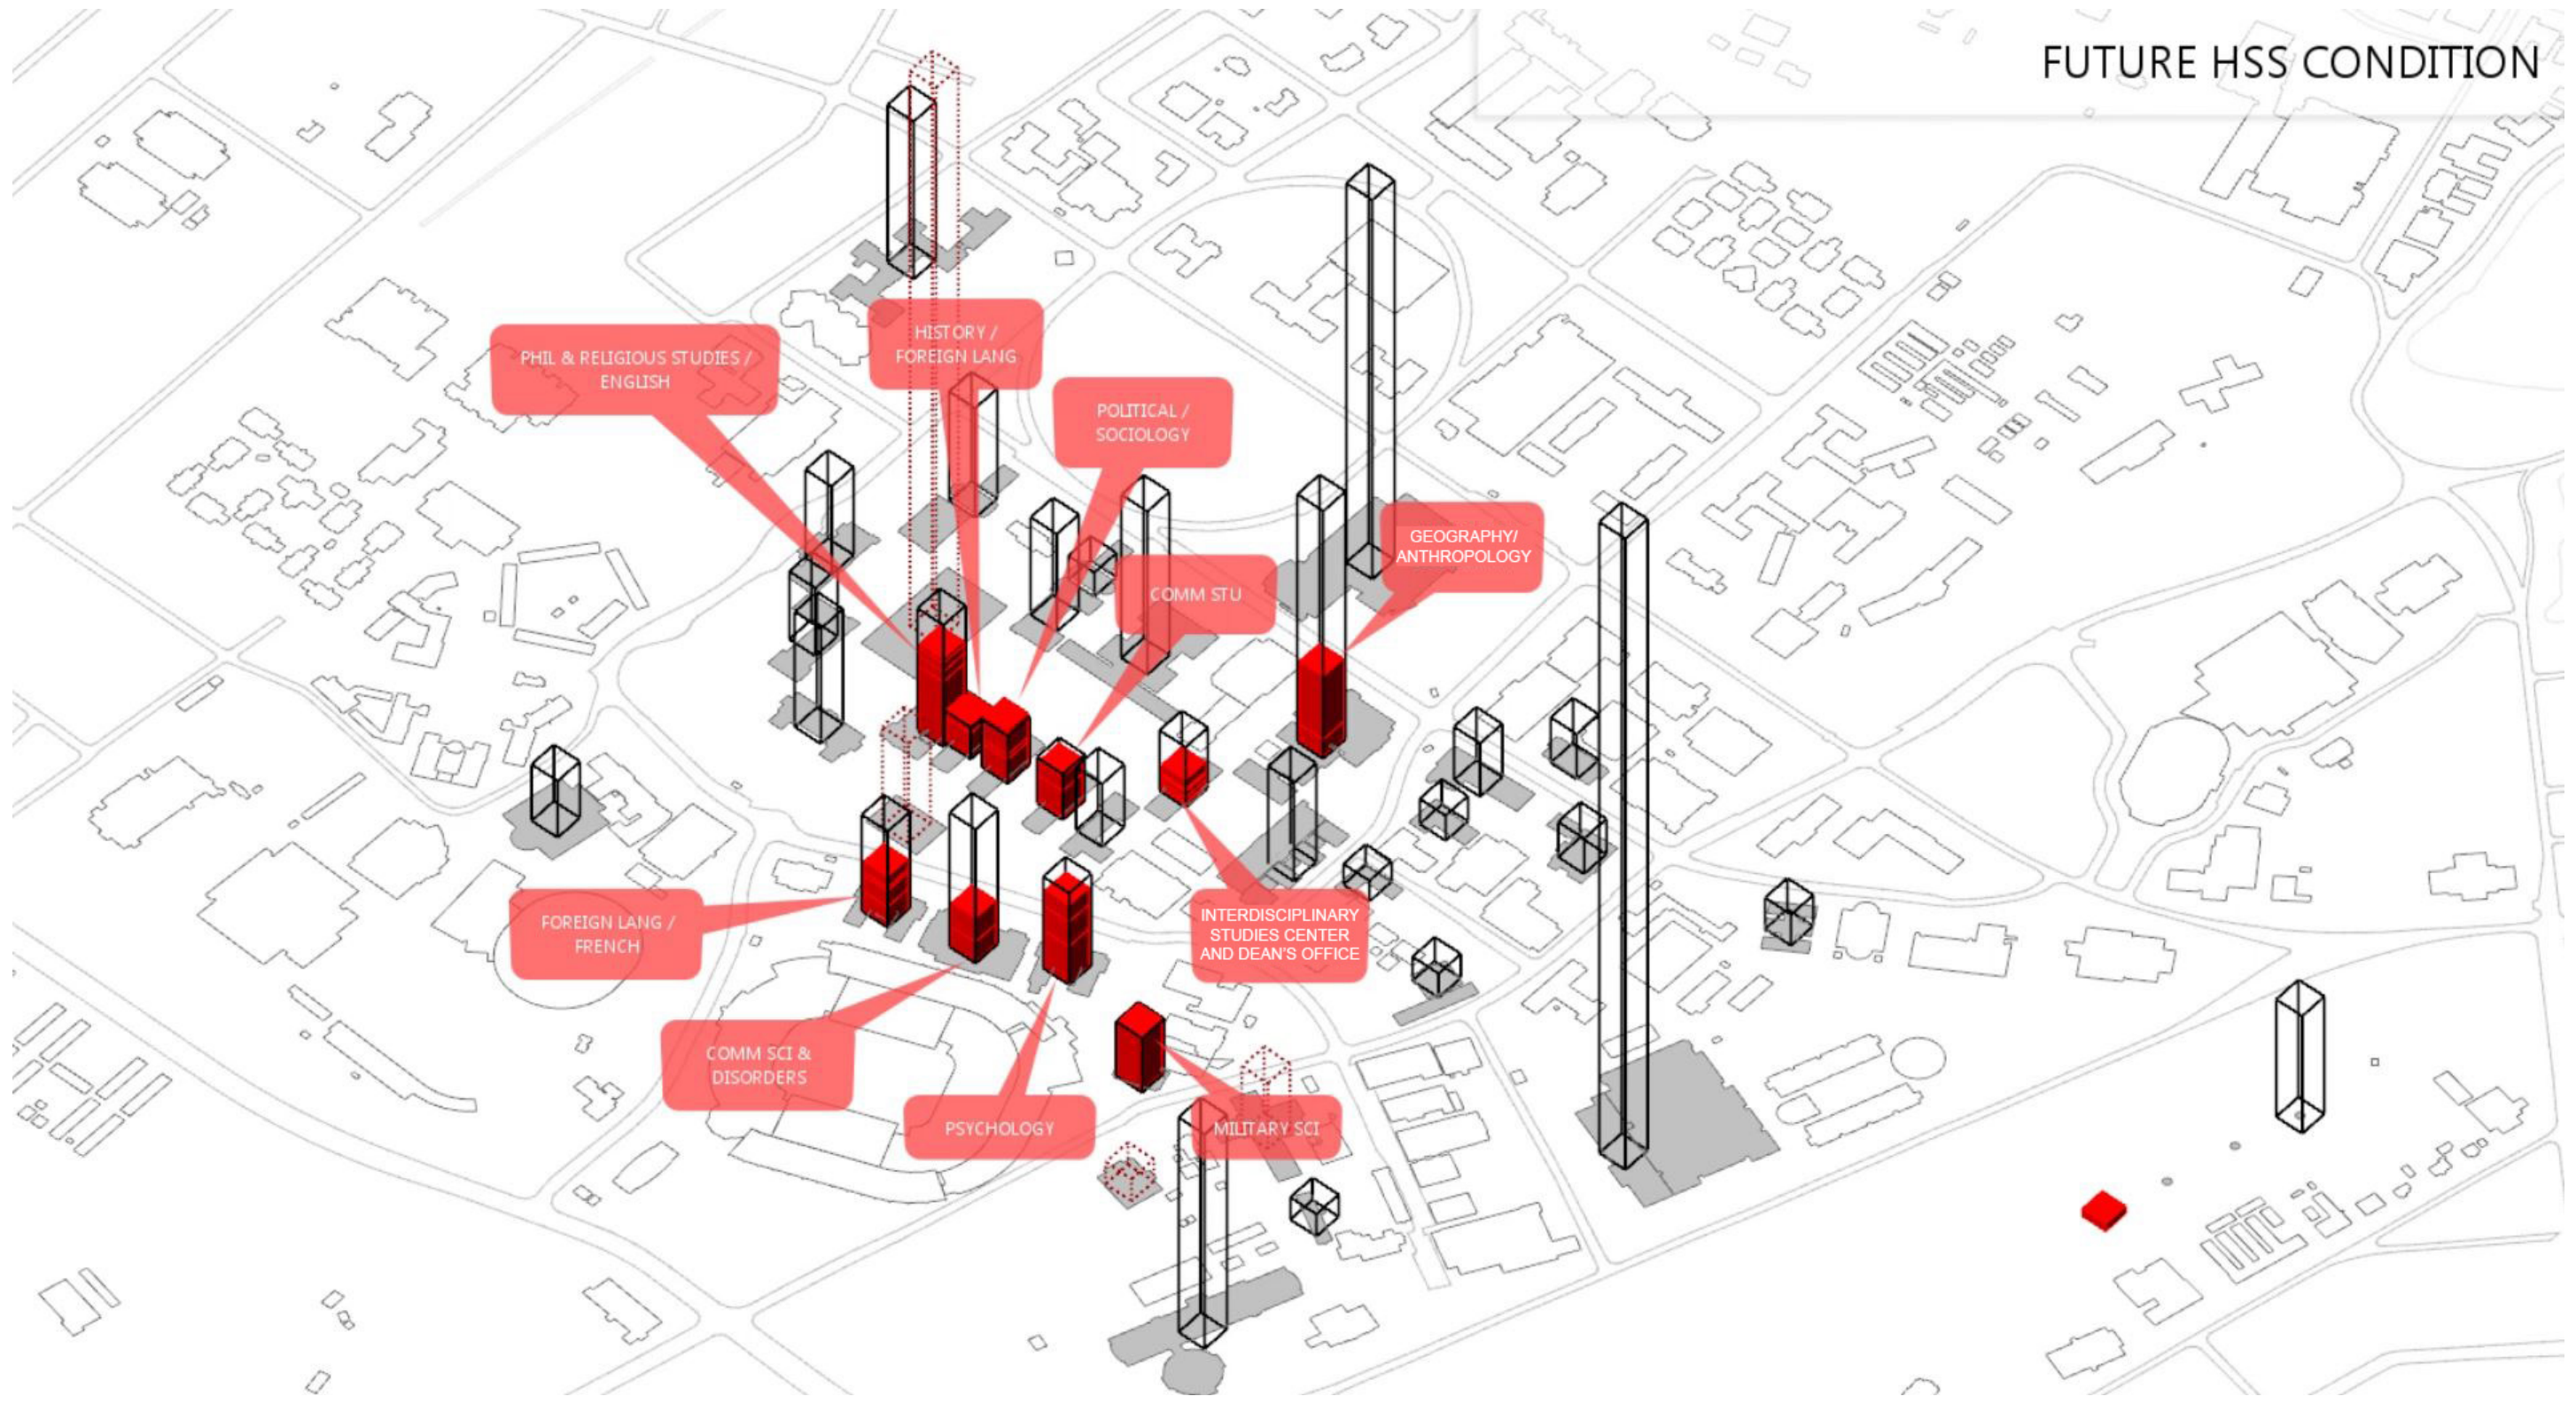 FUTURE HSS CONDITION
PHIL & RELIGIOUS STUDIES /
ENGLISH
HISTORY /
FOREIGN LANG
POLITICAL /
SOCIOLOGY
GEOGRAPHY/
ANTHROPOLOGY
COMM STU
FOREIGN LANG /
FRENCH
INTERDISCIPLINARY
STUDIES CENTER
AND DEAN'S OFFICE
COMM SCI &
DISORDERS
PSYCHOLOGY
MILITARY SCI